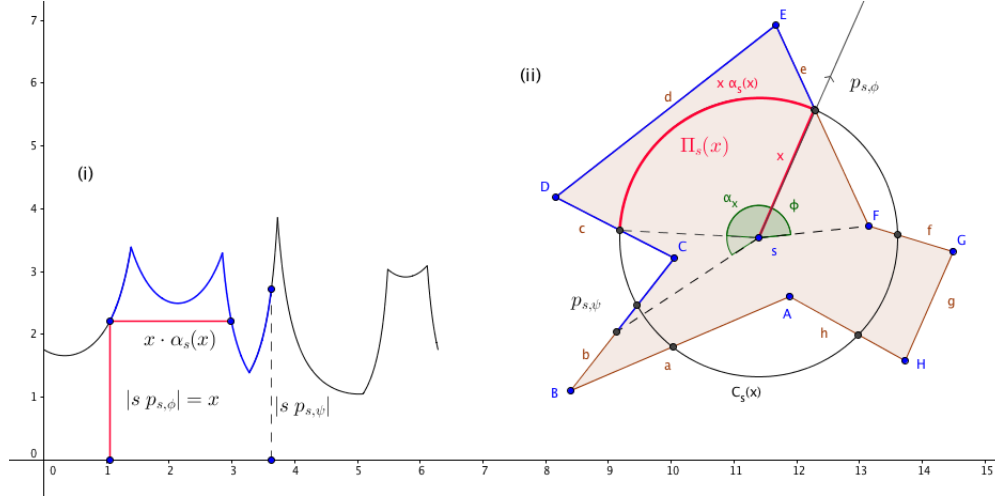 7
6
5
4
3
2
1
0
(i)
x · α_s(x)
|s p_{s,ϕ}| = x
|s p_{s,ψ}|
0 1 2 3 4 5 6 7 8 9 10 11 12 13 14 15
(ii)
E
e
p_{s,ϕ}
d
x α_s(x)
Π_s(x)
x
D
α_x
ϕ
c
C
s
F
f
G
p_{s,ψ}
A
g
h
b
a
H
B
C_s(x)